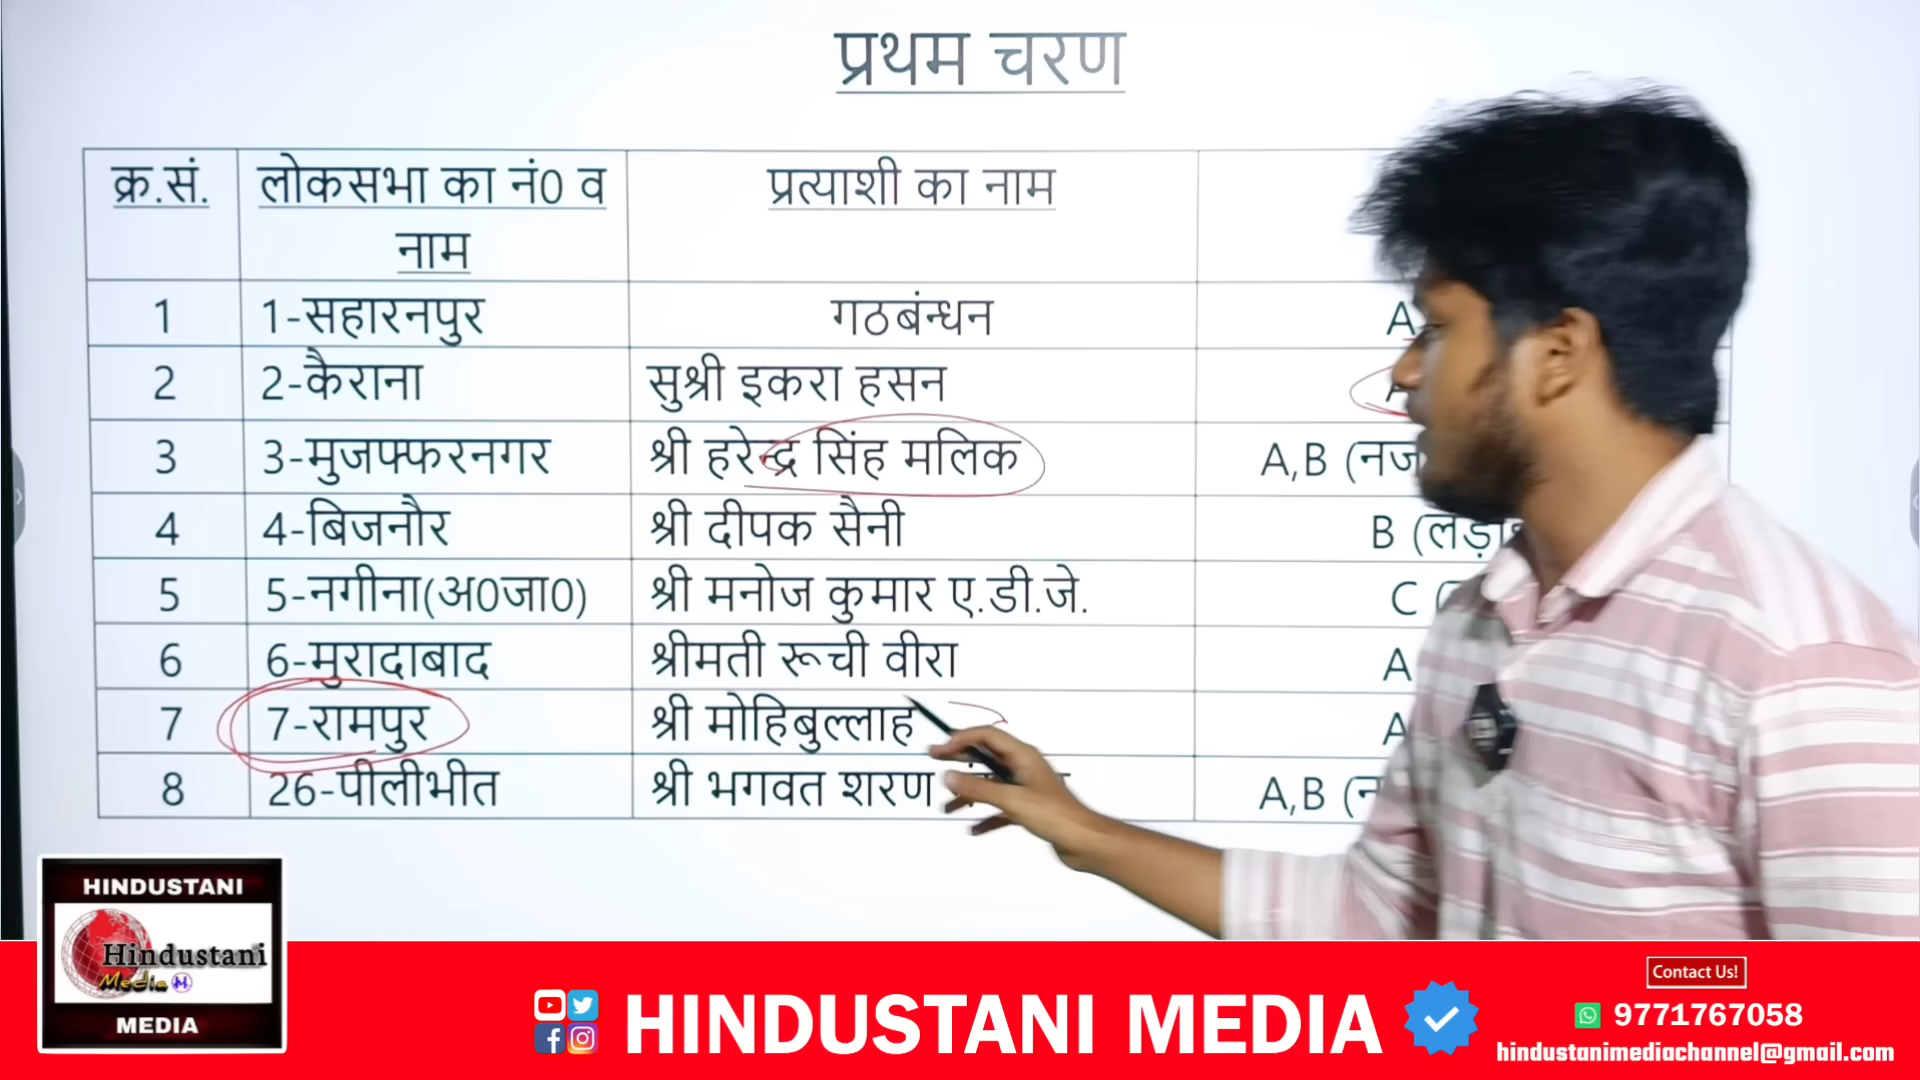 प्रथम चरण
क्र.सं. लोकसभा का नं0 व नाम प्रत्याशी का नाम
1 1-सहारनपुर गठबंन्धन A
2 2-कैराना सुश्री इकरा हसन
3 3-मुजफ्फरनगर श्री हरेन्द्र सिंह मलिक A,B
4 4-बिजनौर श्री दीपक सैनी B
5 5-नगीना(अ0जा0) श्री मनोज कुमार ए.डी.जे. C
6 6-मुरादाबाद श्रीमती रूची वीरा A
7 7-रामपुर श्री मोहिबुल्लाह A
8 26-पीलीभीत श्री भगवत शरण A,B
HINDUSTANI
Hindustani
Media M
MEDIA
HINDUSTANI MEDIA
Contact Us!
9771767058
hindustanimediachannel@gmail.com